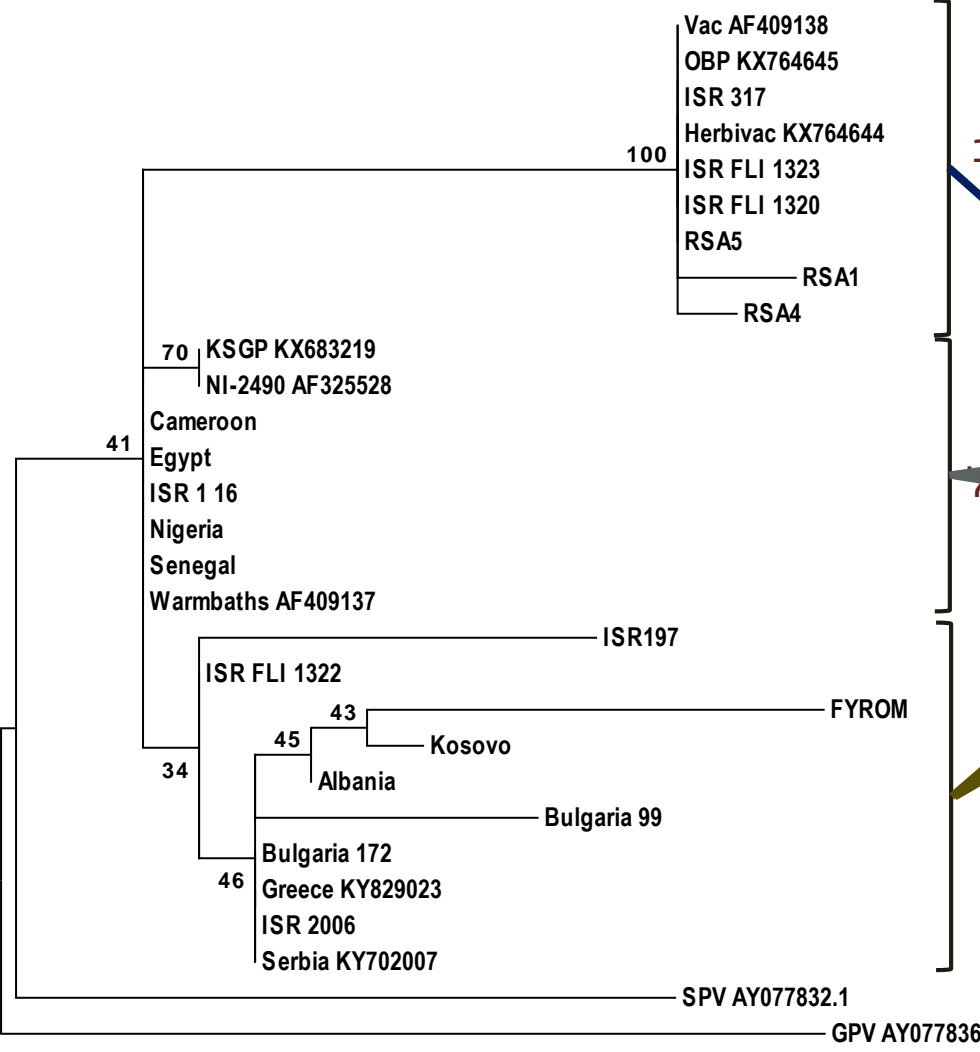 Vac AF409138
OBP KX764645
ISR 317
Herbivac KX764644
100
ISR FLI 1323
ISR FLI 1320
RSA5
RSA1
RSA4
70
KSGP KX683219
NI-2490 AF325528
Cameroon
41
Egypt
ISR 1 16
Nigeria
Senegal
Warmbaths AF409137
ISR197
ISR FLI 1322
43
FYROM
45
Kosovo
34
Albania
Bulgaria 99
Bulgaria 172
46
Greece KY829023
ISR 2006
Serbia KY702007
SPV AY077832.1
GPV AY077836